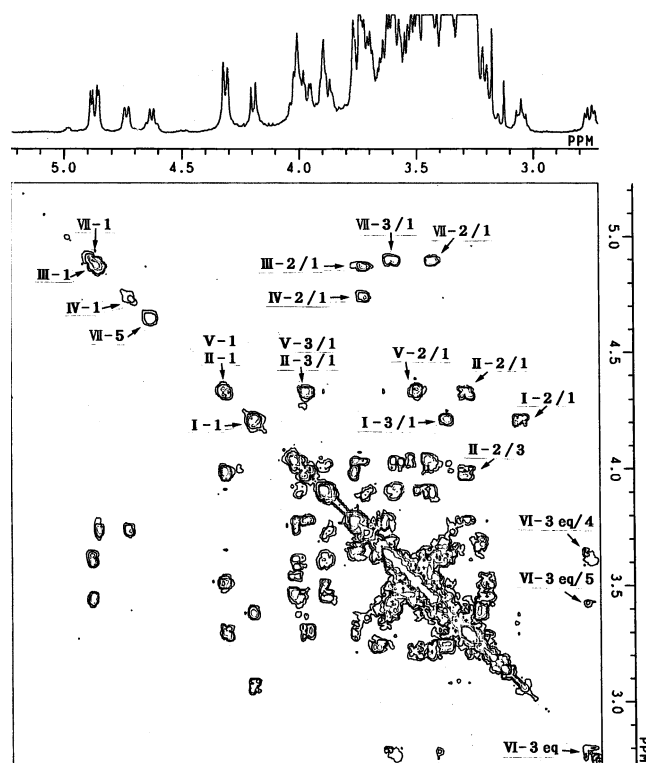 5.0 4.5 4.0 3.5 3.0
PPM
VII-1
III-1
IV-1
VII-5
VII-3/1
VII-2/1
III-2/1
IV-2/1
V-1
II-1
V-3/1
II-3/1
V-2/1
II-2/1
I-1
I-3/1
I-2/1
II-2/3
VI-3 eq/4
VI-3 eq/5
VI-3 eq
5.0
4.5
4.0
3.5
3.0
PPM